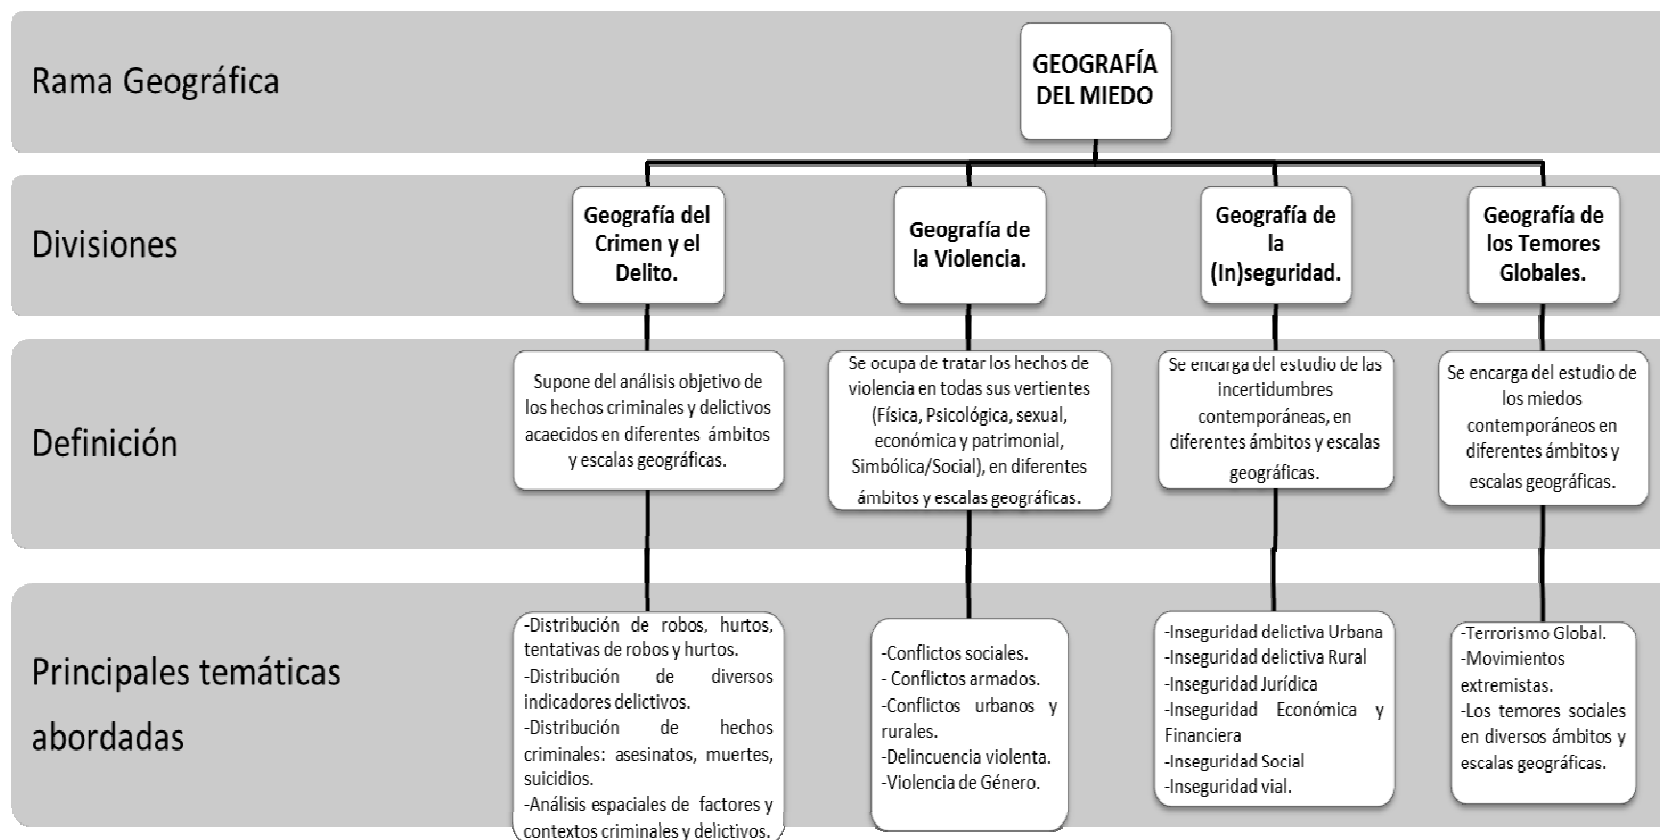 Rama Geográfica
GEOGRAFÍA
DEL MIEDO
Divisiones
Geografía del
Crimen y el
Delito.
Geografía de
la Violencia.
Geografía de
la
(In)seguridad.
Geografía de
los Temores
Globales.
Definición
Supone del análisis objetivo de
los hechos criminales y delictivos
acaecidos en diferentes ámbitos
y escalas geográficas.
Se ocupa de tratar los hechos de
violencia en todas sus vertientes
(Física, Psicológica, sexual,
económica y patrimonial,
Simbólica/Social), en diferentes
ámbitos y escalas geográficas.
Se encarga del estudio de las
incertidumbres
contemporáneas, en
diferentes ámbitos y escalas
geográficas.
Se encarga del estudio de
los miedos
contemporáneos en
diferentes ámbitos y
escalas geográficas.
Principales temáticas
abordadas
-Distribución de robos, hurtos,
tentativas de robos y hurtos.
-Distribución de diversos
indicadores delictivos.
-Distribución de hechos
criminales: asesinatos, muertes,
suicidios.
-Análisis espaciales de factores y
contextos criminales y delictivos.
-Conflictos sociales.
- Conflictos armados.
-Conflictos urbanos y
rurales.
-Delincuencia violenta.
-Violencia de Género.
-Inseguridad delictiva Urbana
-Inseguridad delictiva Rural
-Inseguridad Jurídica
-Inseguridad Económica y
Financiera
-Inseguridad Social
-Inseguridad vial.
-Terrorismo Global.
-Movimientos
extremistas.
-Los temores sociales
en diversos ámbitos y
escalas geográficas.